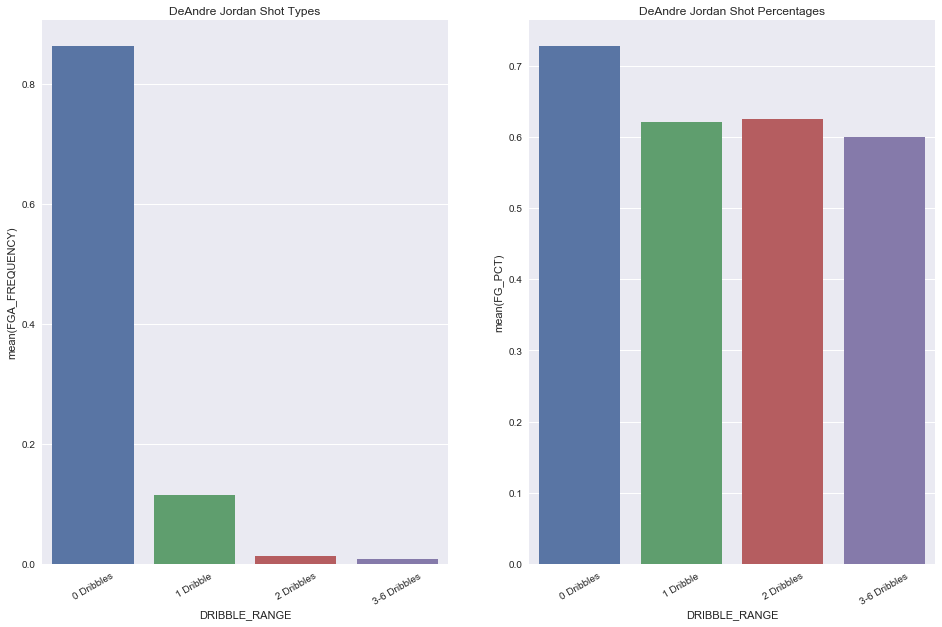 DeAndre Jordan Shot Types
mean(FGA_FREQUENCY)
0.8
0.6
0.4
0.2
0.0
0 Dribbles
1 Dribble
2 Dribbles
3-6 Dribbles
DRIBBLE_RANGE
DeAndre Jordan Shot Percentages
mean(FG_PCT)
0.7
0.6
0.5
0.4
0.3
0.2
0.1
0.0
0 Dribbles
1 Dribble
2 Dribbles
3-6 Dribbles
DRIBBLE_RANGE